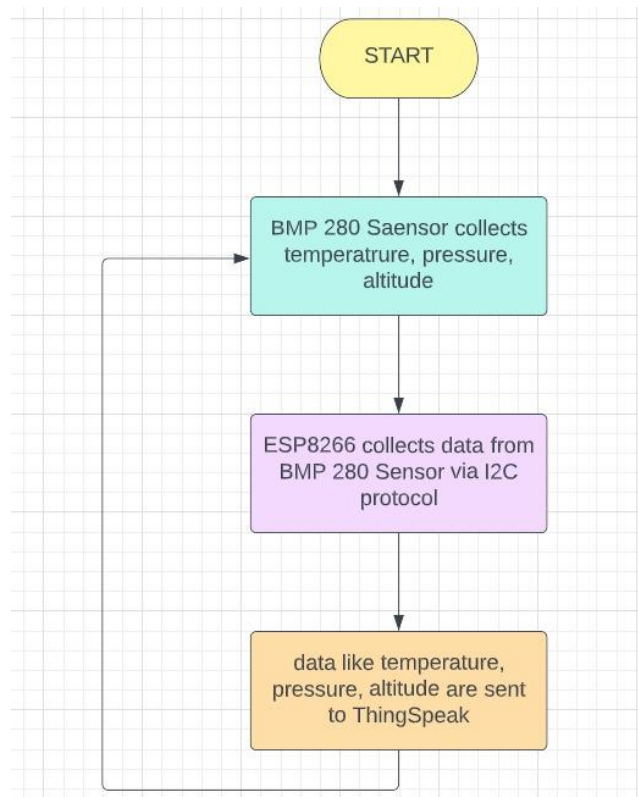 START
BMP 280 Saensor collects
temperatrure, pressure,
altitude
ESP8266 collects data from
BMP 280 Sensor via I2C
protocol
data like temperature,
pressure, altitude are sent
to ThingSpeak